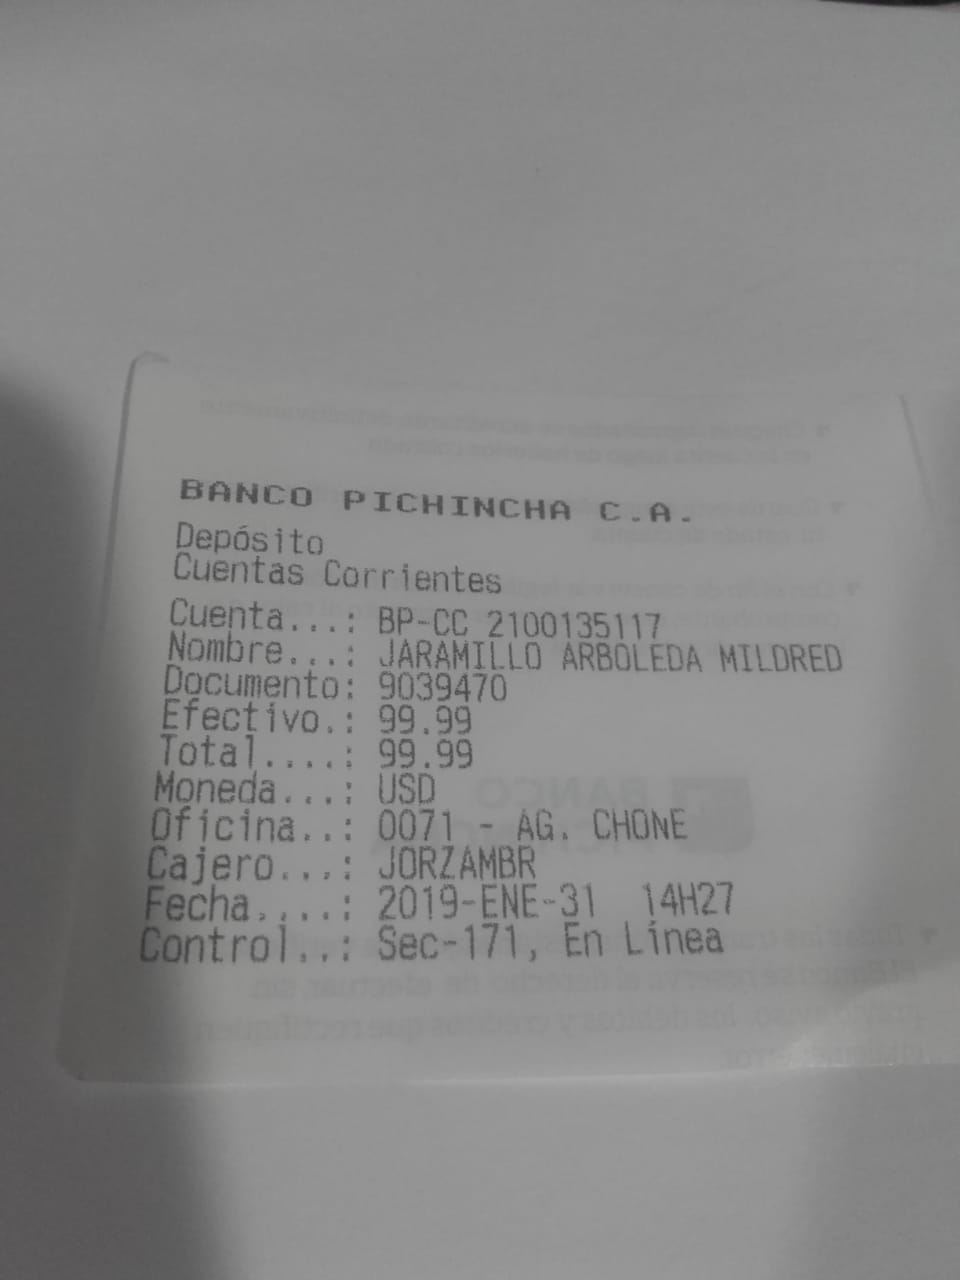 BANCO PICHINCHA C.A.
Depósito
Cuentas Corrientes
Cuenta...: BP-CC 2100135117
Nombre...: JARAMILLO ARBOLEDA MILDRED
Documento: 9039470
Efectivo.: 99.99
Total....: 99.99
Moneda...: USD
Oficina..: 0071 - AG. CHONE
Cajero...: JORZAMBR
Fecha....: 2019-ENE-31 14H27
Control..: Sec-171, En Línea